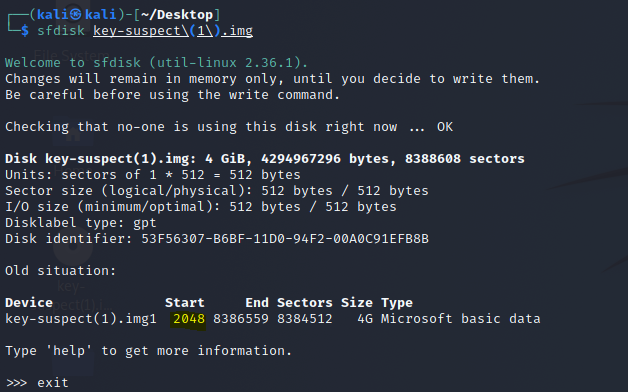 ┌──(kali㉿kali)-[~/Desktop]
└─$ sfdisk key-suspect\(1\).img
Welcome to sfdisk (util-linux 2.36.1).
Changes will remain in memory only, until you decide to write them.
Be careful before using the write command.
Checking that no-one is using this disk right now ... OK
Disk key-suspect(1).img: 4 GiB, 4294967296 bytes, 8388608 sectors
Units: sectors of 1 * 512 = 512 bytes
Sector size (logical/physical): 512 bytes / 512 bytes
I/O size (minimum/optimal): 512 bytes / 512 bytes
Disklabel type: gpt
Disk identifier: 53F56307-B6BF-11D0-94F2-00A0C91EFB8B
Old situation:
Device Start End Sectors Size Type
key-suspect(1).img1 2048 8386559 8384512 4G Microsoft basic data
Type 'help' to get more information.
>>> exit